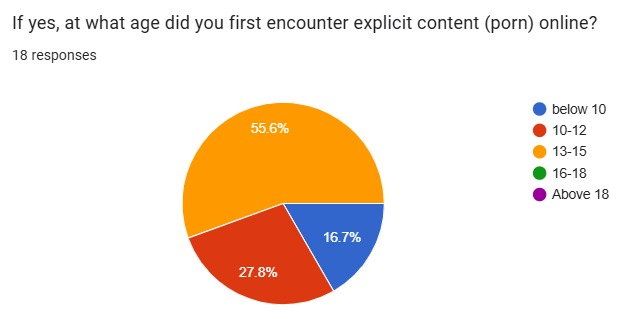 If yes, at what age did you first encounter explicit content (porn) online?
18 responses
55.6%
16.7%
27.8%
below 10
10-12
13-15
16-18
Above 18